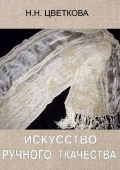 Н.Н. ЦВЕТКОВА
ИСКУССТВО
РУЧНОГО ТКАЧЕСТВА